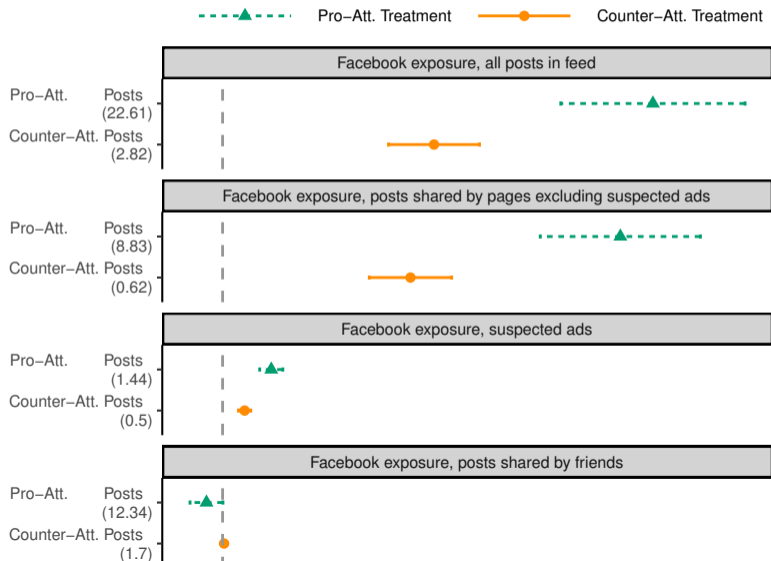 Pro−Att. Treatment Counter−Att. Treatment
Facebook exposure, all posts in feed
Pro−Att. Posts
(22.61)
Counter−Att. Posts
(2.82)
Facebook exposure, posts shared by pages excluding suspected ads
Pro−Att. Posts
(8.83)
Counter−Att. Posts
(0.62)
Facebook exposure, suspected ads
Pro−Att. Posts
(1.44)
Counter−Att. Posts
(0.5)
Facebook exposure, posts shared by friends
Pro−Att. Posts
(12.34)
Counter−Att. Posts
(1.7)